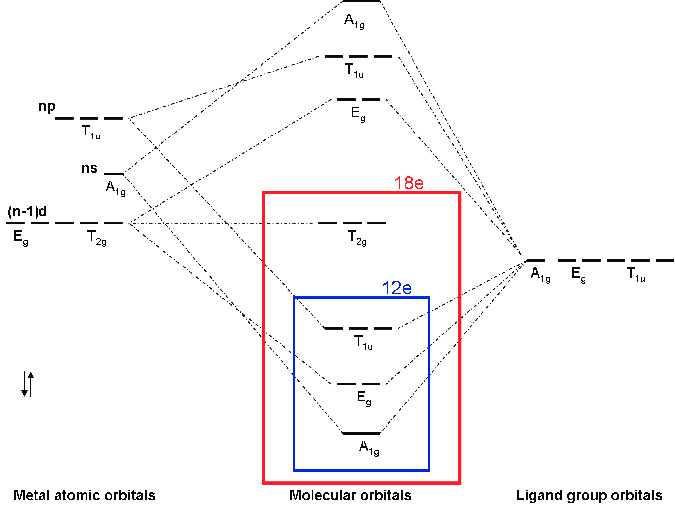 A1g
T1u
np
T1u
Eg
ns
A1g
18e
(n-1)d
Eg T2g
T2g
A1g Eg T1u
12e
T1u
Eg
A1g
Metal atomic orbitals Molecular orbitals Ligand group orbitals